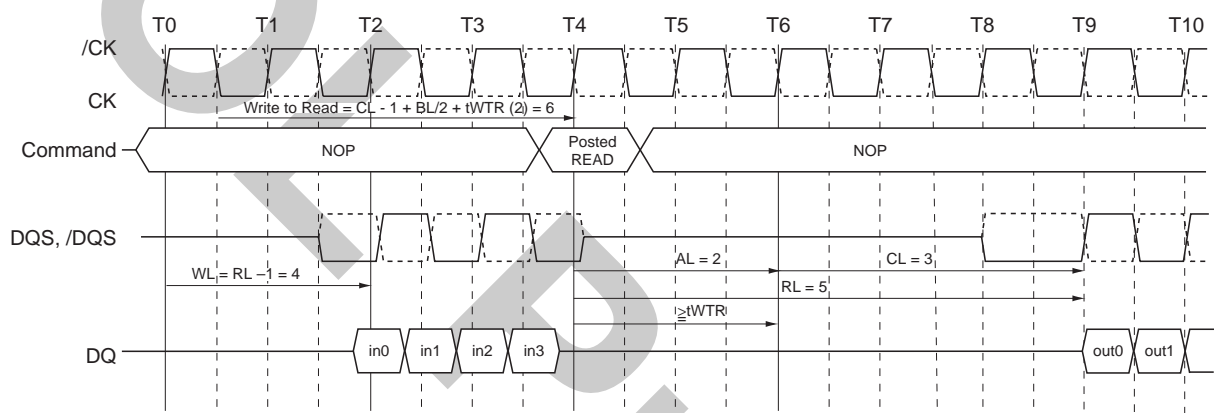 T0 T1 T2 T3 T4 T5 T6 T7 T8 T9 T10
/CK
CK
Write to Read = CL - 1 + BL/2 + tWTR (2) = 6
Command NOP Posted READ NOP
DQS, /DQS
AL = 2 CL = 3
WL = RL –1 = 4
RL = 5
≥tWTR
DQ in0 in1 in2 in3 out0 out1